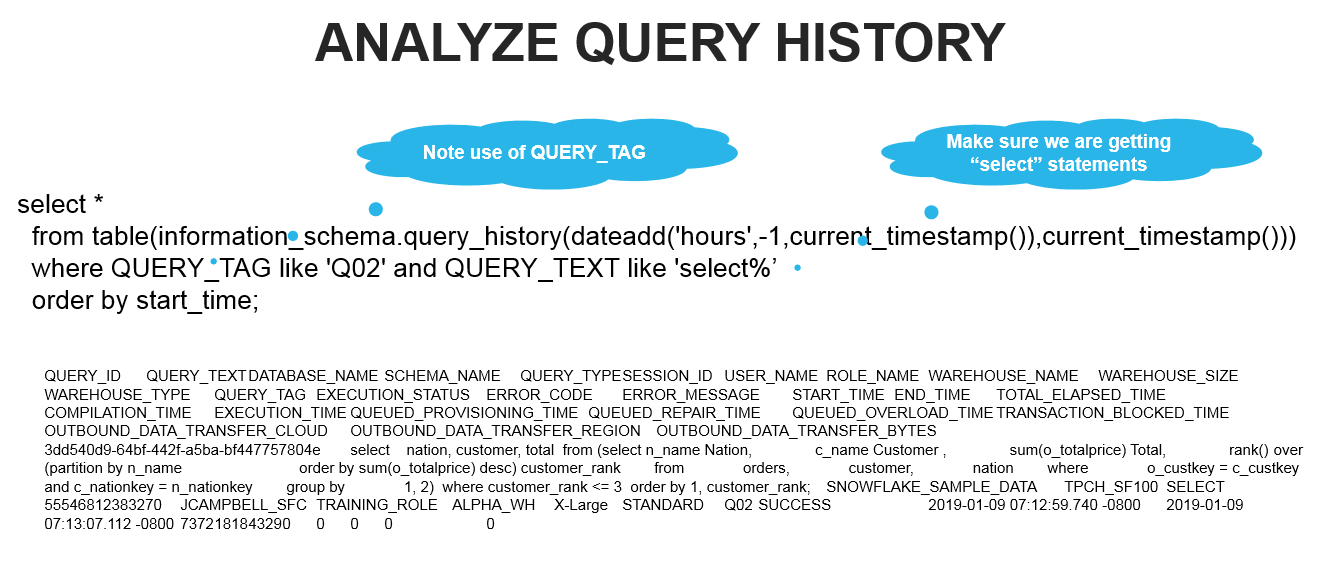 ANALYZE QUERY HISTORY
Note use of QUERY_TAG
Make sure we are getting
“select” statements
select *
from table(information_schema.query_history(dateadd('hours',-1,current_timestamp()),current_timestamp()))
where QUERY_TAG like 'Q02' and QUERY_TEXT like 'select%’
order by start_time;
QUERY_ID QUERY_TEXTDATABASE_NAME SCHEMA_NAME QUERY_TYPESESSION_ID USER_NAME ROLE_NAME WAREHOUSE_NAME WAREHOUSE_SIZE
WAREHOUSE_TYPE QUERY_TAG EXECUTION_STATUS ERROR_CODE ERROR_MESSAGE START_TIME END_TIME TOTAL_ELAPSED_TIME
COMPILATION_TIME EXECUTION_TIME QUEUED_PROVISIONING_TIME QUEUED_REPAIR_TIME QUEUED_OVERLOAD_TIME TRANSACTION_BLOCKED_TIME
OUTBOUND_DATA_TRANSFER_CLOUD OUTBOUND_DATA_TRANSFER_REGION OUTBOUND_DATA_TRANSFER_BYTES
3dd540d9-64bf-442f-a5ba-bf447757804e select nation, customer, total from (select n_name Nation, c_name Customer , sum(o_totalprice) Total, rank() over
(partition by n_name order by sum(o_totalprice) desc) customer_rank from orders, customer, nation where o_custkey = c_custkey
and c_nationkey = n_nationkey group by 1, 2) where customer_rank <= 3 order by 1, customer_rank; SNOWFLAKE_SAMPLE_DATA TPCH_SF100 SELECT
55546812383270 JCAMPBELL_SFC TRAINING_ROLE ALPHA_WH X-Large STANDARD Q02 SUCCESS 2019-01-09 07:12:59.740 -0800 2019-01-09
07:13:07.112 -0800 7372181843290 0 0 0 0